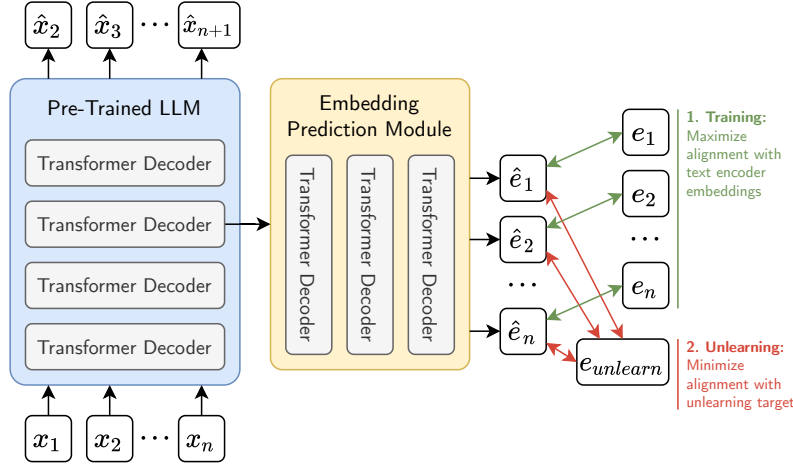 x̂₂ x̂₃ ⋯ x̂ₙ₊₁
Pre-Trained LLM
Transformer Decoder
Transformer Decoder
Transformer Decoder
Transformer Decoder
x₁ x₂ ⋯ xₙ
Embedding
Prediction Module
Transformer Decoder
Transformer Decoder
Transformer Decoder
ê₁
ê₂
⋯
êₙ
e₁
e₂
⋯
eₙ
e_{unlearn}
1. Training:
Maximize
alignment with
text encoder
embeddings
2. Unlearning:
Minimize
alignment with
unlearning target